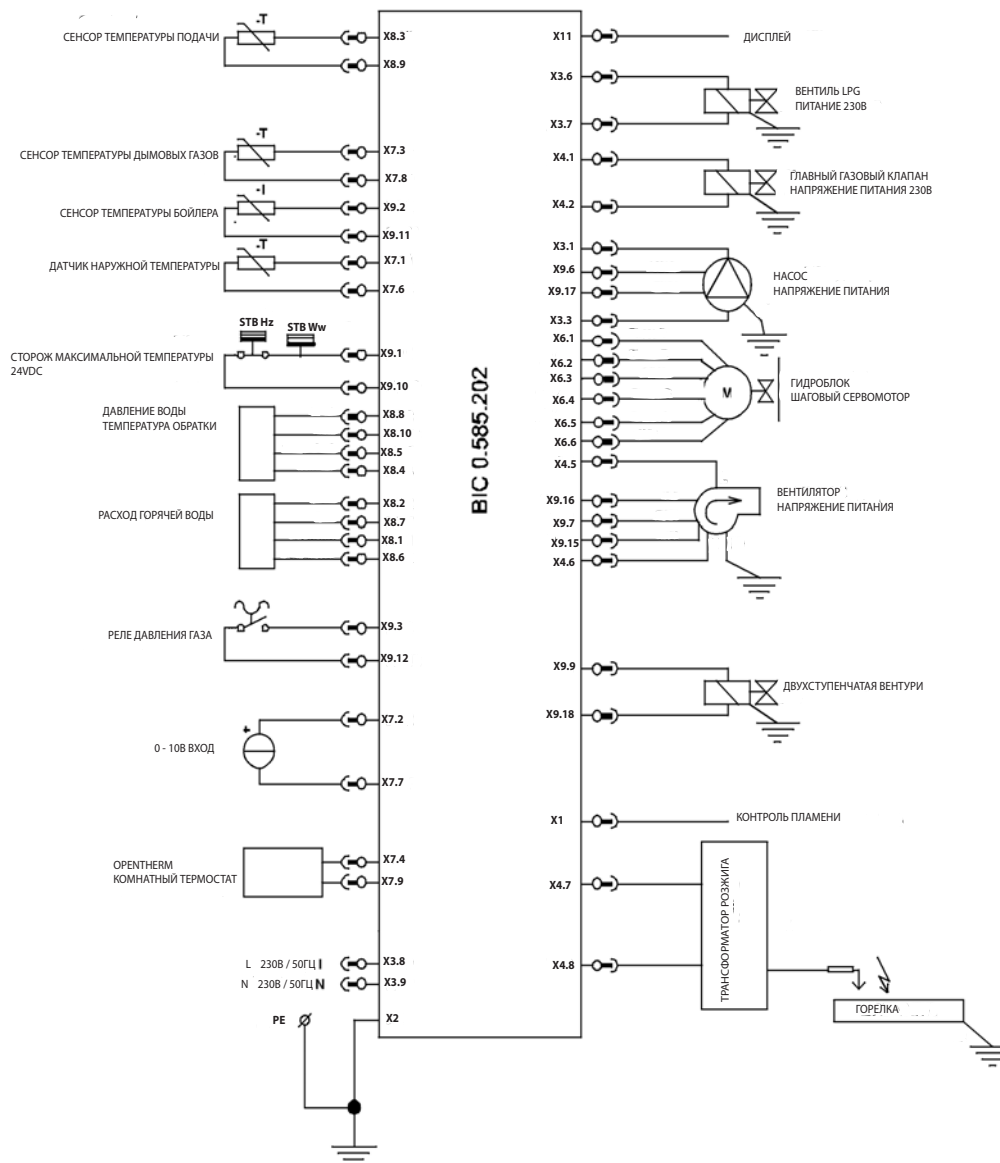 СЕНСОР ТЕМПЕРАТУРЫ ПОДАЧИ
-T
X8.3
X8.9
СЕНСОР ТЕМПЕРАТУРЫ ДЫМОВЫХ ГАЗОВ
-T
X7.3
X7.8
СЕНСОР ТЕМПЕРАТУРЫ БОЙЛЕРА
-I
X9.2
X9.11
ДАТЧИК НАРУЖНОЙ ТЕМПЕРАТУРЫ
-T
X7.1
X7.6
STB Hz
STB Ww
СТОРОЖ МАКСИМАЛЬНОЙ ТЕМПЕРАТУРЫ
24VDC
X9.1
X9.10
ДАВЛЕНИЕ ВОДЫ
ТЕМПЕРАТУРА ОБРАТКИ
X8.8
X8.10
X8.5
X8.4
РАСХОД ГОРЯЧЕЙ ВОДЫ
X8.2
X8.7
X8.1
X8.6
РЕЛЕ ДАВЛЕНИЯ ГАЗА
X9.3
X9.12
0 - 10В ВХОД
+
X7.2
X7.7
OPENTHERM
КОМНАТНЫЙ ТЕРМОСТАТ
X7.4
X7.9
L 230В / 50ГЦ I
X3.8
N 230В / 50ГЦ N
X3.9
PE
X2
BIC 0.585.202
X11
ДИСПЛЕЙ
X3.6
X3.7
ВЕНТИЛЬ LPG
ПИТАНИЕ 230В
X4.1
X4.2
ГЛАВНЫЙ ГАЗОВЫЙ КЛАПАН
НАПРЯЖЕНИЕ ПИТАНИЯ 230В
X3.1
X9.6
X9.17
X3.3
НАСОС
НАПРЯЖЕНИЕ ПИТАНИЯ
X6.1
X6.2
X6.3
X6.4
X6.5
X6.6
M
ГИДРОБЛОК
ШАГОВЫЙ СЕРВОМОТОР
X4.5
X9.16
X9.7
X9.15
X4.6
ВЕНТИЛЯТОР
НАПРЯЖЕНИЕ ПИТАНИЯ
X9.9
X9.18
ДВУХСТУПЕНЧАТАЯ ВЕНТУРИ
X1
КОНТРОЛЬ ПЛАМЕНИ
X4.7
X4.8
ТРАНСФОРМАТОР РОЗЖИГА
ГОРЕЛКА